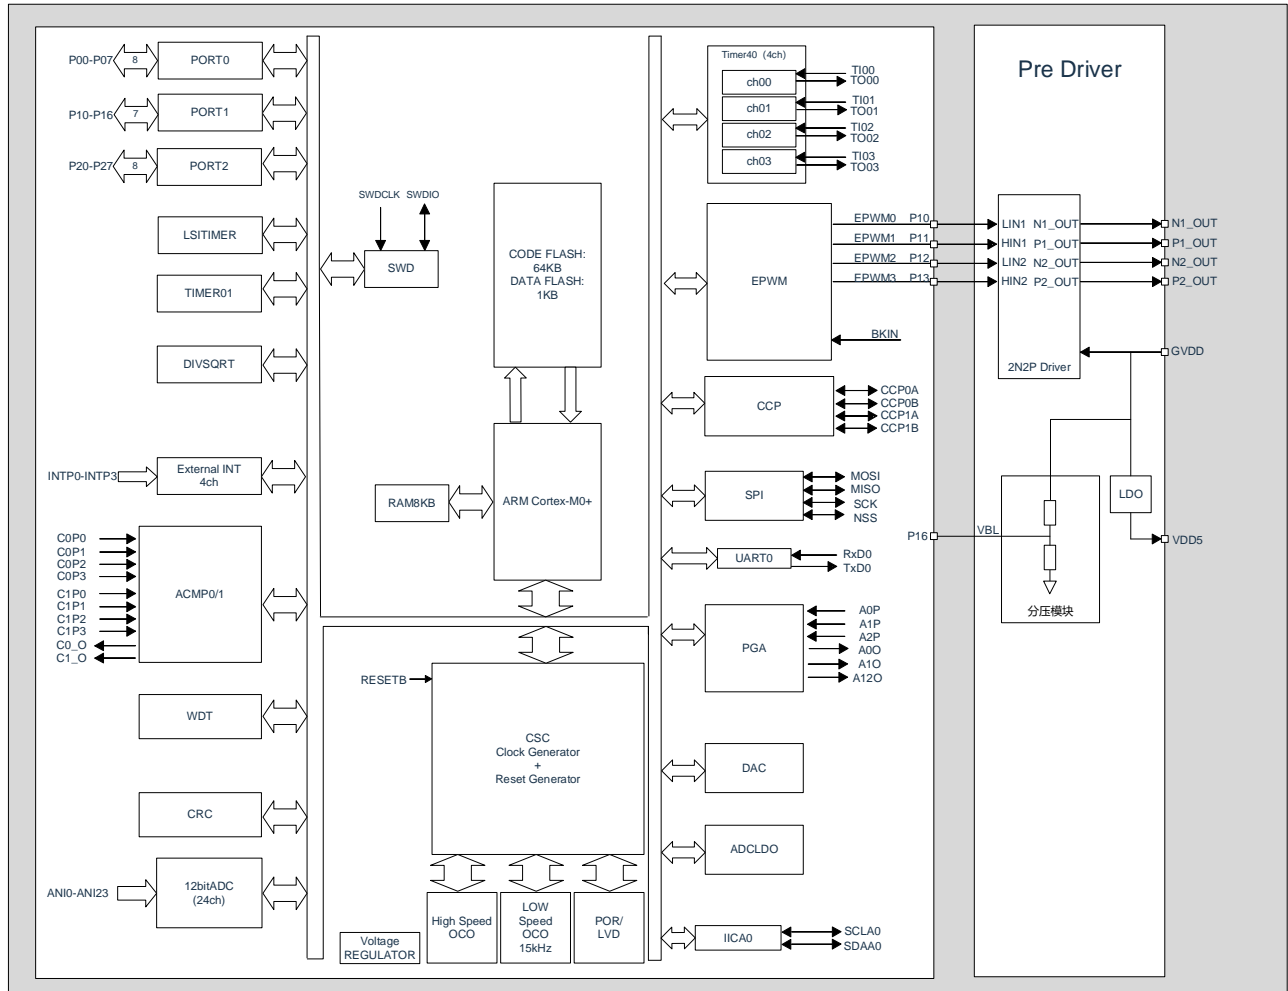 P00-P07
8
PORT0
P10-P16
7
PORT1
P20-P27
8
PORT2
LSITIMER
TIMER01
DIVSQRT
INTP0-INTP3
External INT
4ch
C0P0
C0P1
C0P2
C0P3
C1P0
C1P1
C1P2
C1P3
C0_O
C1_O
ACMP0/1
WDT
CRC
ANI0-ANI23
12bitADC
(24ch)
SWDCLK
SWDIO
SWD
CODE FLASH:
64KB
DATA FLASH:
1KB
RAM8KB
ARM Cortex-M0+
RESETB
CSC
Clock Generator
+
Reset Generator
Voltage
REGULATOR
High Speed
OCO
LOW
Speed
OCO
15kHz
POR/
LVD
Timer40 (4ch)
ch00
ch01
ch02
ch03
TI00
TO00
TI01
TO01
TI02
TO02
TI03
TO03
EPWM
EPWM0 P10
EPWM1 P11
EPWM2 P12
EPWM3 P13
BKIN
CCP
CCP0A
CCP0B
CCP1A
CCP1B
SPI
MOSI
MISO
SCK
NSS
UART0
RxD0
TxD0
PGA
A0P
A1P
A2P
A0O
A1O
A12O
DAC
ADCLDO
IICA0
SCLA0
SDAA0
P16
VBL
Pre Driver
LIN1 N1_OUT
HIN1 P1_OUT
LIN2 N2_OUT
HIN2 P2_OUT
2N2P Driver
N1_OUT
P1_OUT
N2_OUT
P2_OUT
GVDD
LDO
VDD5
分压模块